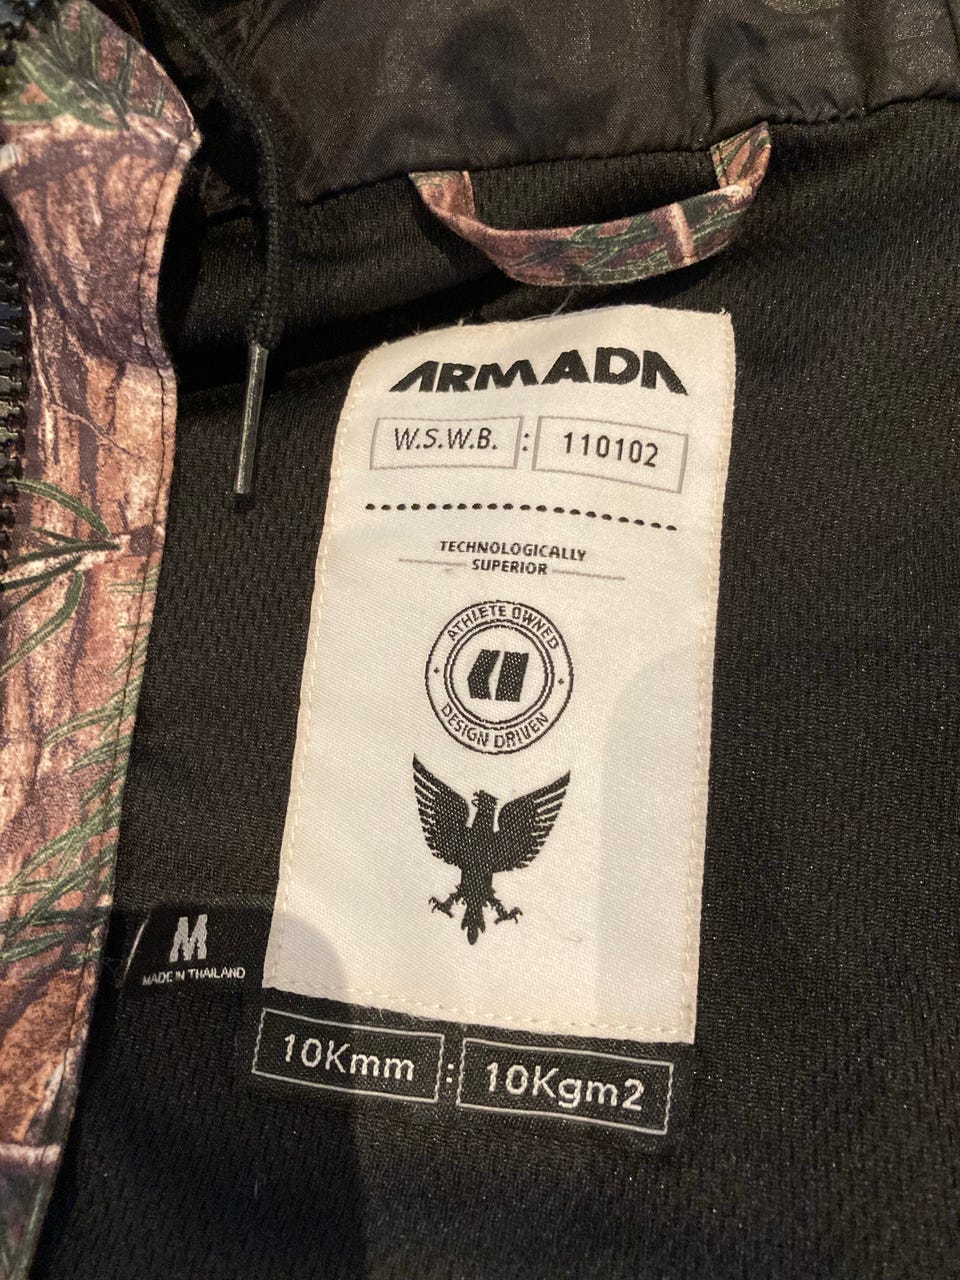 ARMADA
W.S.W.B. : 110102
TECHNOLOGICALLY
SUPERIOR
ATHLETE OWNED
DESIGN DRIVEN
M
MADE IN THAILAND
10Kmm : 10Kgm2